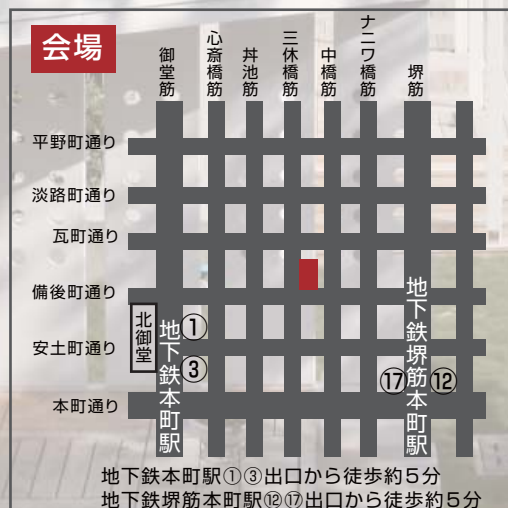 会場
御堂筋
心斎橋筋
丼池筋
三休橋筋
中橋筋
ナニワ橋筋
堺筋
平野町通り
淡路町通り
瓦町通り
備後町通り
安土町通り
本町通り
北御堂
地下鉄本町駅
①
③
地下鉄堺筋本町駅
⑰
⑫
地下鉄本町駅①③出口から徒歩約5分
地下鉄堺筋本町駅⑫⑰出口から徒歩約5分